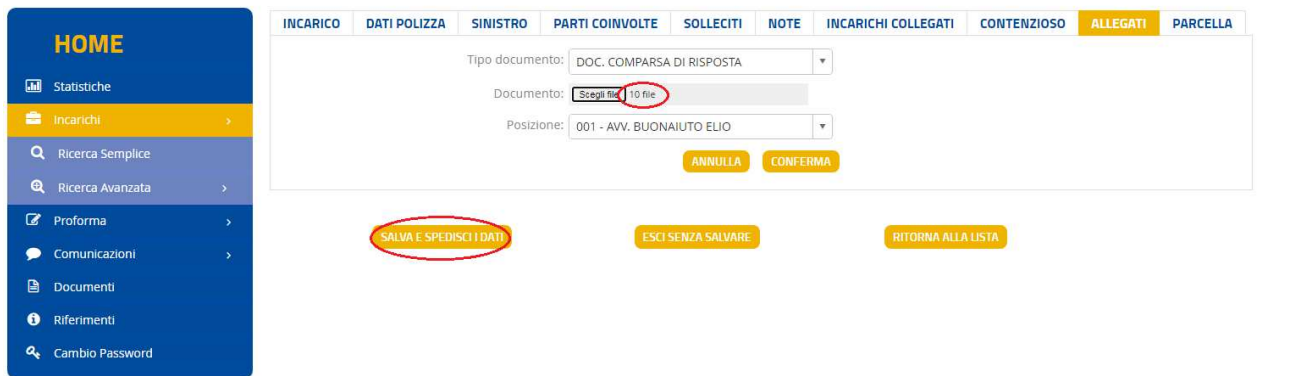 HOME
Statistiche
Incarichi
Ricerca Semplice
Ricerca Avanzata
Proforma
Comunicazioni
Documenti
Riferimenti
Cambio Password
INCARICO DATI POLIZZA SINISTRO PARTI COINVOLTE SOLLECITI NOTE INCARICHI COLLEGATI CONTENZIOSO ALLEGATI PARCELLA
Tipo documento: DOC. COMPARSA DI RISPOSTA
Documento: Scegli file 10 file
Posizione: 001 - AVV. BUONAIUTO ELIO
ANNULLA CONFERMA
SALVA E SPEDISCI I DATI ESCI SENZA SALVARE RITORNA ALLA LISTA